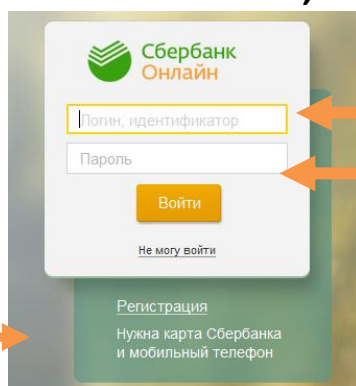 Сбербанк
Онлайн
Логин, идентификатор
Пароль
Войти
Не могу войти
Регистрация
Нужна карта Сбербанка
и мобильный телефон